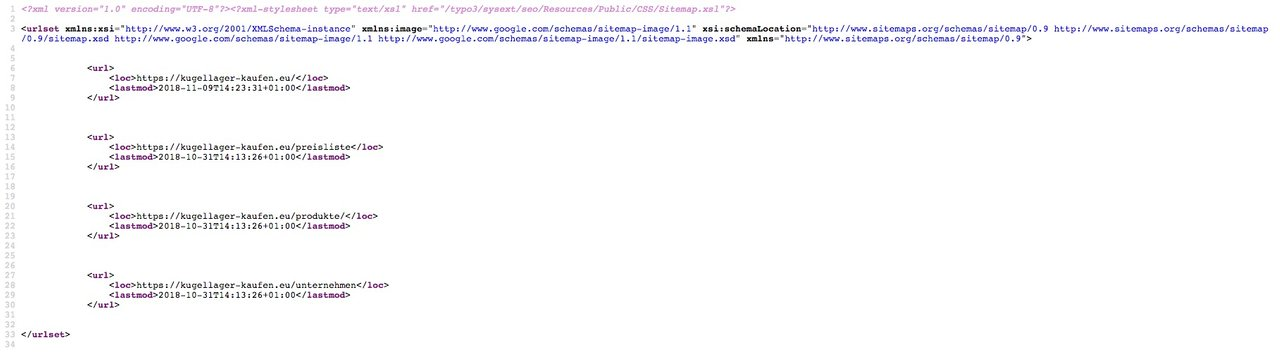 1 <?xml version="1.0" encoding="UTF-8"?><?xml-stylesheet type="text/xsl" href="/typo3/sysext/seo/Resources/Public/CSS/Sitemap.xsl"?>
2
3 <urlset xmlns:xsi="http://www.w3.org/2001/XMLSchema-instance" xmlns:image="http://www.google.com/schemas/sitemap-image/1.1" xsi:schemaLocation="http://www.sitemaps.org/schemas/sitemap/0.9 http://www.sitemaps.org/schemas/sitemap
/0.9/sitemap.xsd http://www.google.com/schemas/sitemap-image/1.1 http://www.google.com/schemas/sitemap-image/1.1/sitemap-image.xsd" xmlns="http://www.sitemaps.org/schemas/sitemap/0.9">
4
5
6 <url>
7 <loc>https://kugellager-kaufen.eu/</loc>
8 <lastmod>2018-11-09T14:23:31+01:00</lastmod>
9 </url>
10
11
12
13 <url>
14 <loc>https://kugellager-kaufen.eu/preisliste</loc>
15 <lastmod>2018-10-31T14:13:26+01:00</lastmod>
16 </url>
17
18
19
20 <url>
21 <loc>https://kugellager-kaufen.eu/produkte/</loc>
22 <lastmod>2018-10-31T14:13:26+01:00</lastmod>
23 </url>
24
25
26
27 <url>
28 <loc>https://kugellager-kaufen.eu/unternehmen</loc>
29 <lastmod>2018-10-31T14:13:26+01:00</lastmod>
30 </url>
31
32
33 </urlset>
34